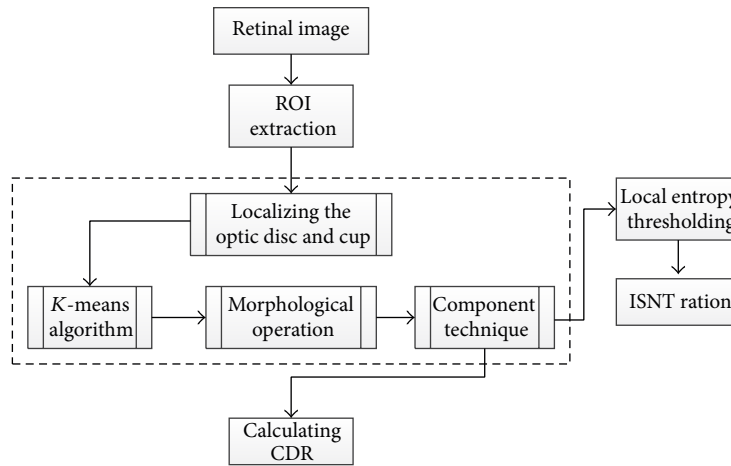 Retinal image
ROI
extraction
Localizing the
optic disc and cup
K-means
algorithm
Morphological
operation
Component
technique
Local entropy
thresholding
ISNT ration
Calculating
CDR